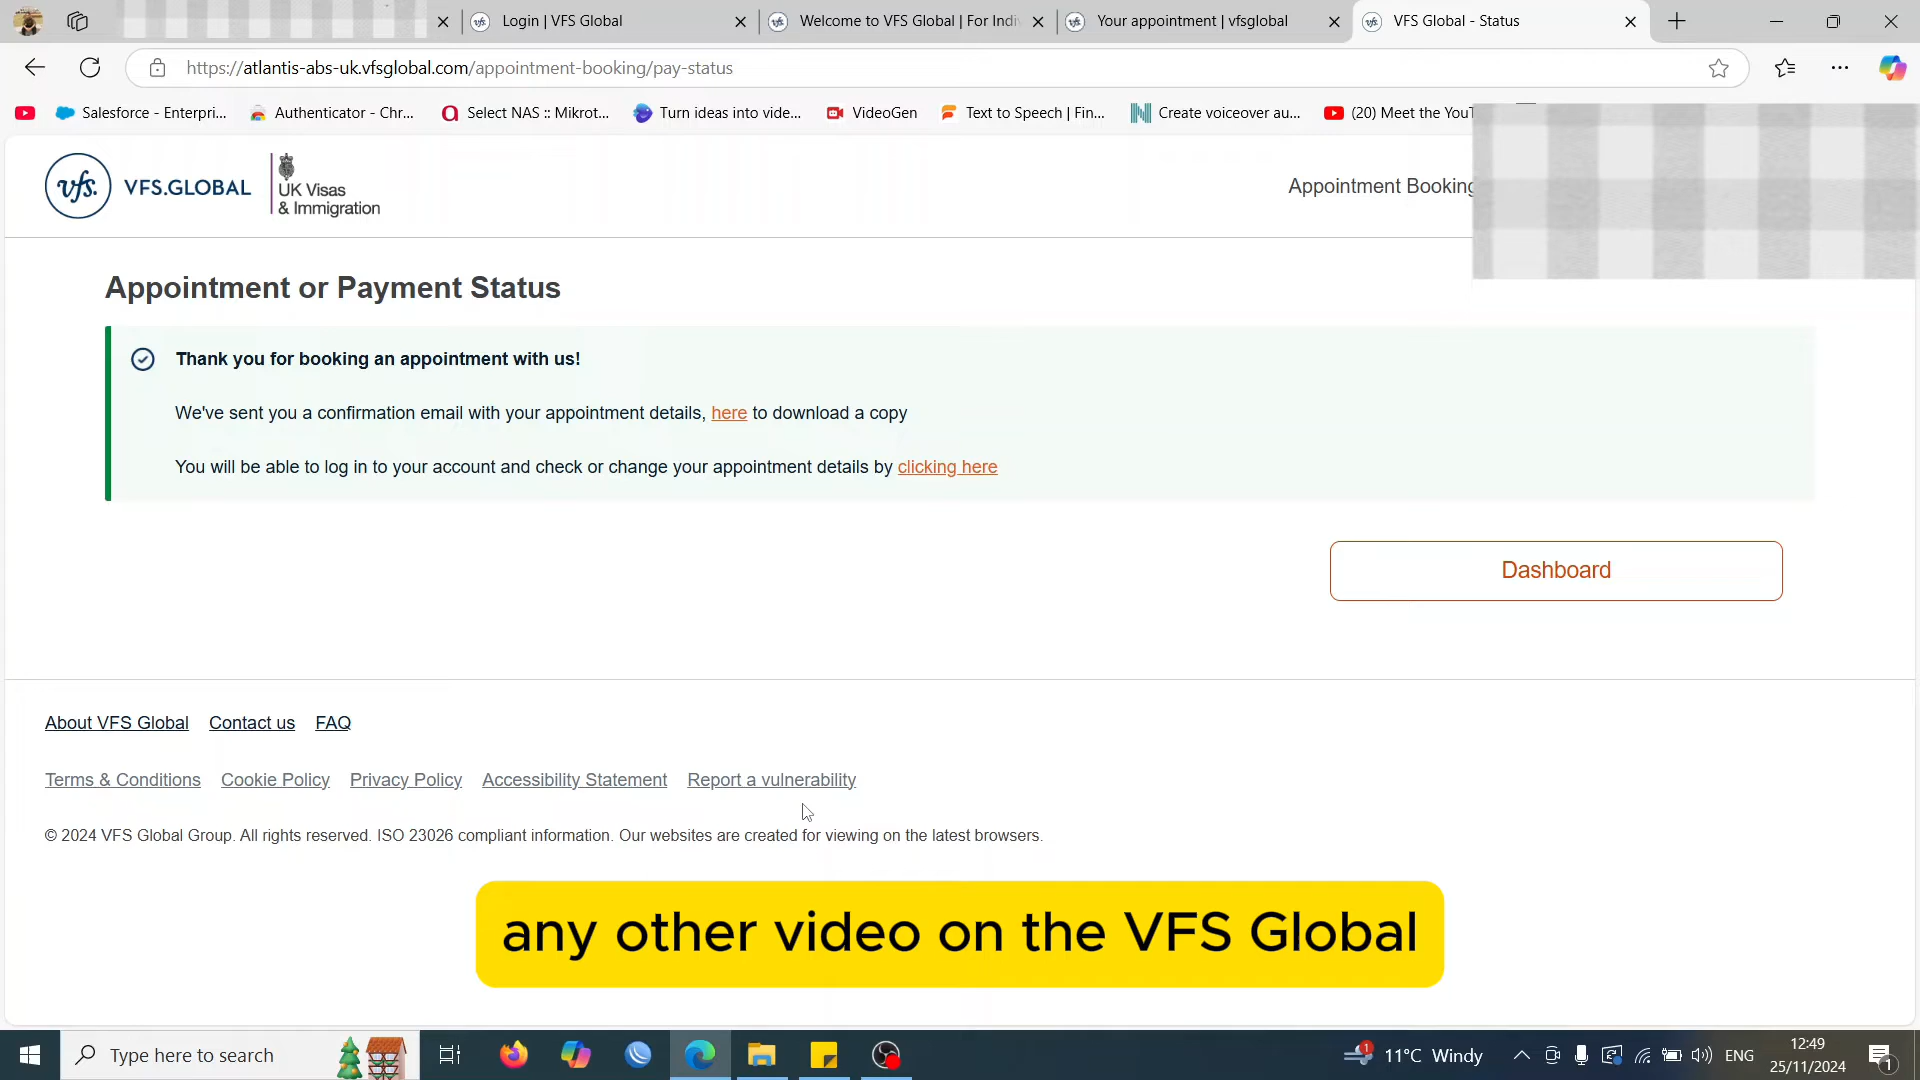 Login | VFS Global
Welcome to VFS Global | For Indi
Your appointment | vfsglobal
VFS Global - Status
https://atlantis-abs-uk.vfsglobal.com/appointment-booking/pay-status
Salesforce - Enterpri...
Authenticator - Chr...
Select NAS :: Mikrot...
Turn ideas into vide...
VideoGen
Text to Speech | Fin...
Create voiceover au...
(20) Meet the YouT
vfs. VFS.GLOBAL
UK Visas
& Immigration
Appointment Booking
Appointment or Payment Status
Thank you for booking an appointment with us!
We've sent you a confirmation email with your appointment details, here to download a copy
You will be able to log in to your account and check or change your appointment details by clicking here
Dashboard
About VFS Global Contact us FAQ
Terms & Conditions Cookie Policy Privacy Policy Accessibility Statement Report a vulnerability
© 2024 VFS Global Group. All rights reserved. ISO 23026 compliant information. Our websites are created for viewing on the latest browsers.
any other video on the VFS Global
Type here to search
1
11°C Windy
ENG
12:49
25/11/2024
1